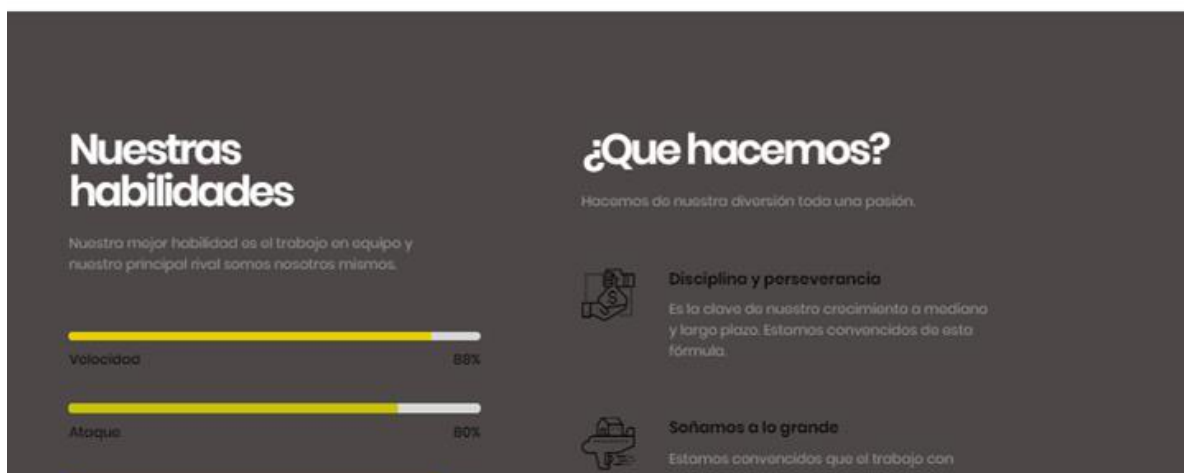 Nuestras
habilidades
Nuestra mejor habilidad es el trabajo en equipo y
nuestro principal rival somos nosotros mismos.
Velocidad 88%
Ataque 80%
¿Que hacemos?
Hacemos de nuestra diversión toda una pasión.
$
Disciplina y perseverancia
Es la clave de nuestro crecimiento a mediano
y largo plazo. Estamos convencidos de esta
fórmula.
Soñamos a lo grande
Estamos convencidos que el trabajo con